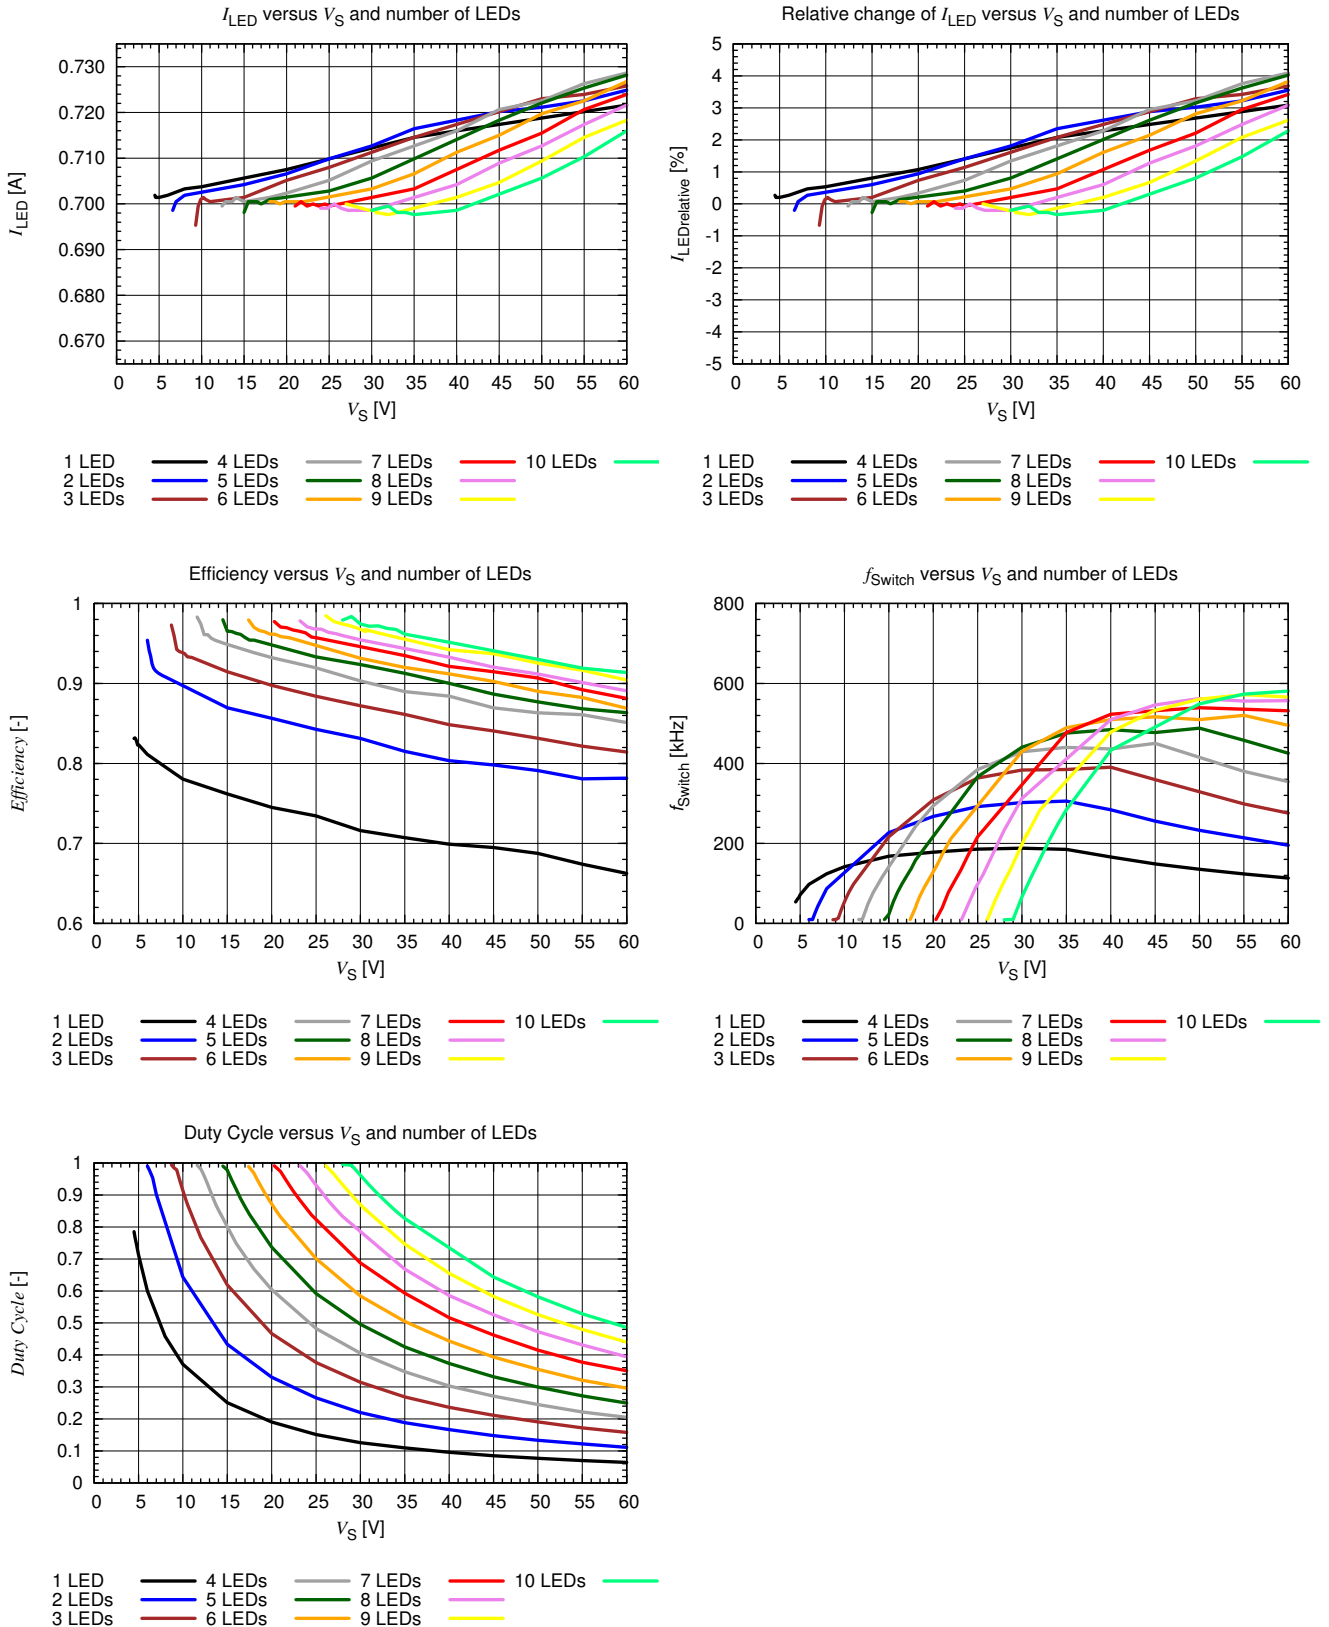 I_LED versus V_S and number of LEDs
0.730
0.720
0.710
0.700
0.690
0.680
0.670
I_LED [A]
0 5 10 15 20 25 30 35 40 45 50 55 60
V_S [V]
1 LED 4 LEDs 7 LEDs 10 LEDs
2 LEDs 5 LEDs 8 LEDs
3 LEDs 6 LEDs 9 LEDs
Relative change of I_LED versus V_S and number of LEDs
5
4
3
2
1
0
-1
-2
-3
-4
-5
I_LEDrelative [%]
0 5 10 15 20 25 30 35 40 45 50 55 60
V_S [V]
1 LED 4 LEDs 7 LEDs 10 LEDs
2 LEDs 5 LEDs 8 LEDs
3 LEDs 6 LEDs 9 LEDs
Efficiency versus V_S and number of LEDs
1
0.9
0.8
0.7
0.6
Efficiency [-]
0 5 10 15 20 25 30 35 40 45 50 55 60
V_S [V]
1 LED 4 LEDs 7 LEDs 10 LEDs
2 LEDs 5 LEDs 8 LEDs
3 LEDs 6 LEDs 9 LEDs
f_Switch versus V_S and number of LEDs
800
600
400
200
0
f_Switch [kHz]
0 5 10 15 20 25 30 35 40 45 50 55 60
V_S [V]
1 LED 4 LEDs 7 LEDs 10 LEDs
2 LEDs 5 LEDs 8 LEDs
3 LEDs 6 LEDs 9 LEDs
Duty Cycle versus V_S and number of LEDs
1
0.9
0.8
0.7
0.6
0.5
0.4
0.3
0.2
0.1
0
Duty Cycle [-]
0 5 10 15 20 25 30 35 40 45 50 55 60
V_S [V]
1 LED 4 LEDs 7 LEDs 10 LEDs
2 LEDs 5 LEDs 8 LEDs
3 LEDs 6 LEDs 9 LEDs